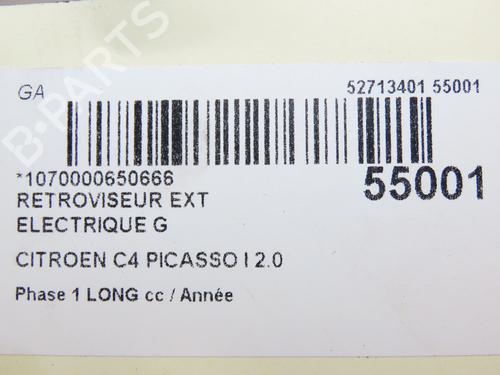 GA
52713401 55001
*1070000650666
55001
RETROVISEUR EXT
ELECTRIQUE G
CITROEN C4 PICASSO I 2.0
Phase 1 LONG cc / Année
B-PARTS